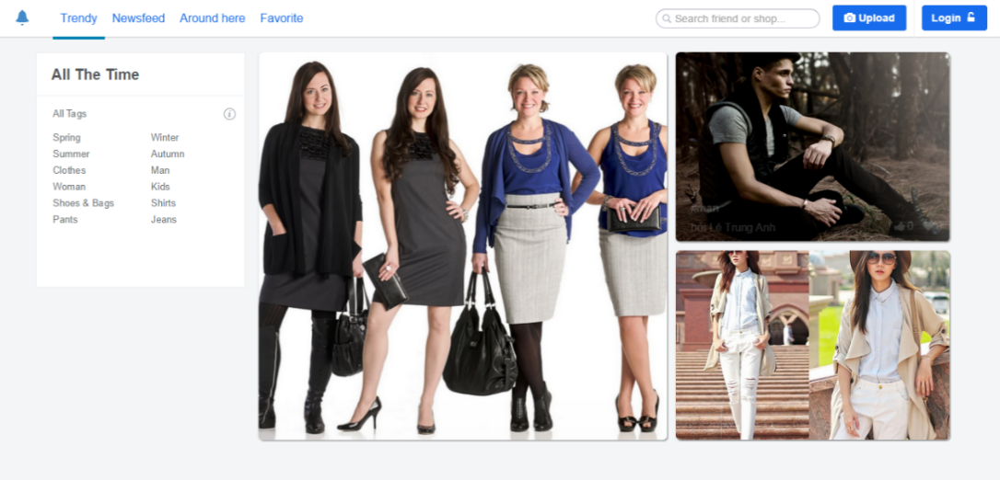 Trendy Newsfeed Around here Favorite Search friend or shop... Upload Login
All The Time
All Tags
Spring Winter
Summer Autumn
Clothes Man
Woman Kids
Shoes & Bags Shirts
Pants Jeans
bởi Lê Trung Anh 0